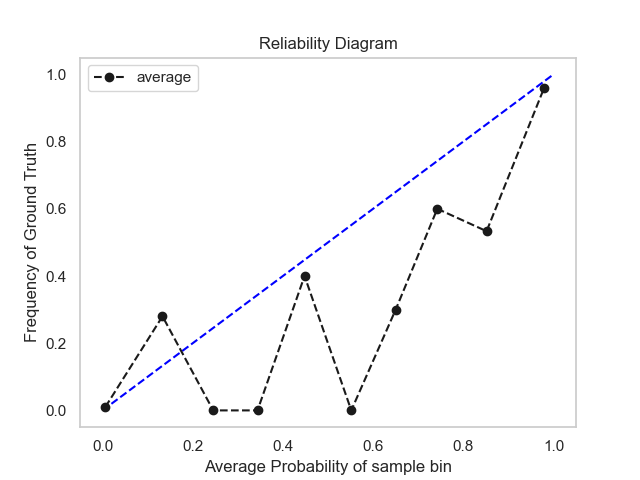 Reliability Diagram
average
Frequency of Ground Truth
1.0
0.8
0.6
0.4
0.2
0.0
0.0 0.2 0.4 0.6 0.8 1.0
Average Probability of sample bin